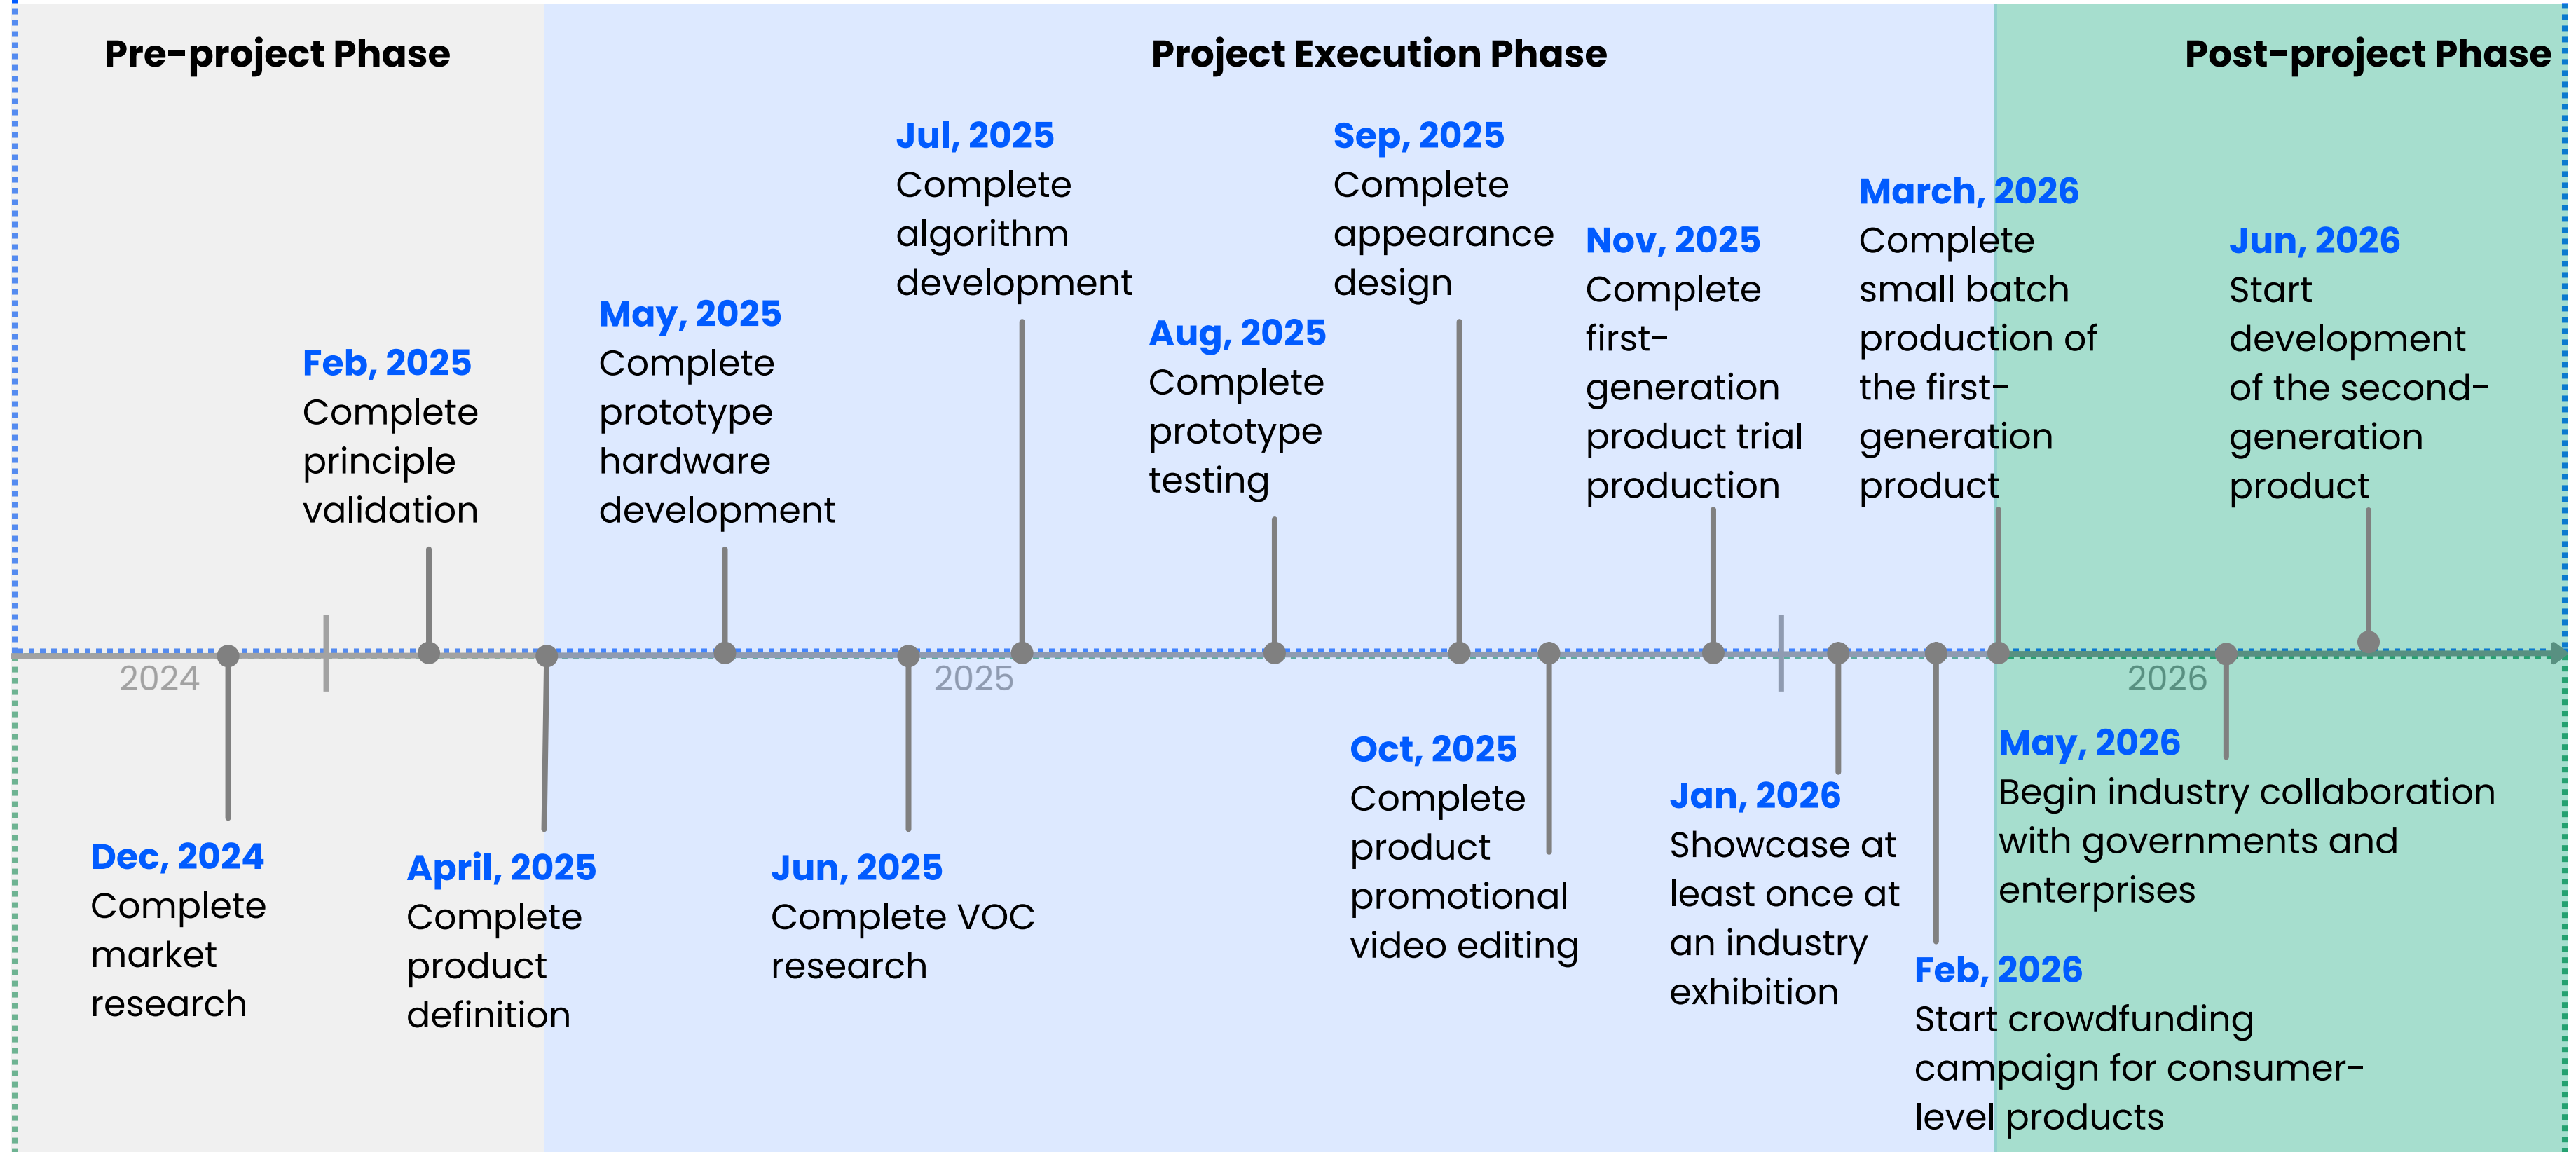 Pre-project Phase
Project Execution Phase
Post-project Phase
Jul, 2025
Complete
algorithm
development
Sep, 2025
Complete
appearance
design
March, 2026
Complete
small batch
production of
the first-
generation
product
Nov, 2025
Complete
first-
generation
product trial
production
Jun, 2026
Start
development
of the second-
generation
product
May, 2025
Complete
prototype
hardware
development
Aug, 2025
Complete
prototype
testing
Feb, 2025
Complete
principle
validation
2024
2025
2026
Dec, 2024
Complete
market
research
April, 2025
Complete
product
definition
Jun, 2025
Complete VOC
research
Oct, 2025
Complete
product
promotional
video editing
Jan, 2026
Showcase at
least once at
an industry
exhibition
May, 2026
Begin industry collaboration
with governments and
enterprises
Feb, 2026
Start crowdfunding
campaign for consumer-
level products